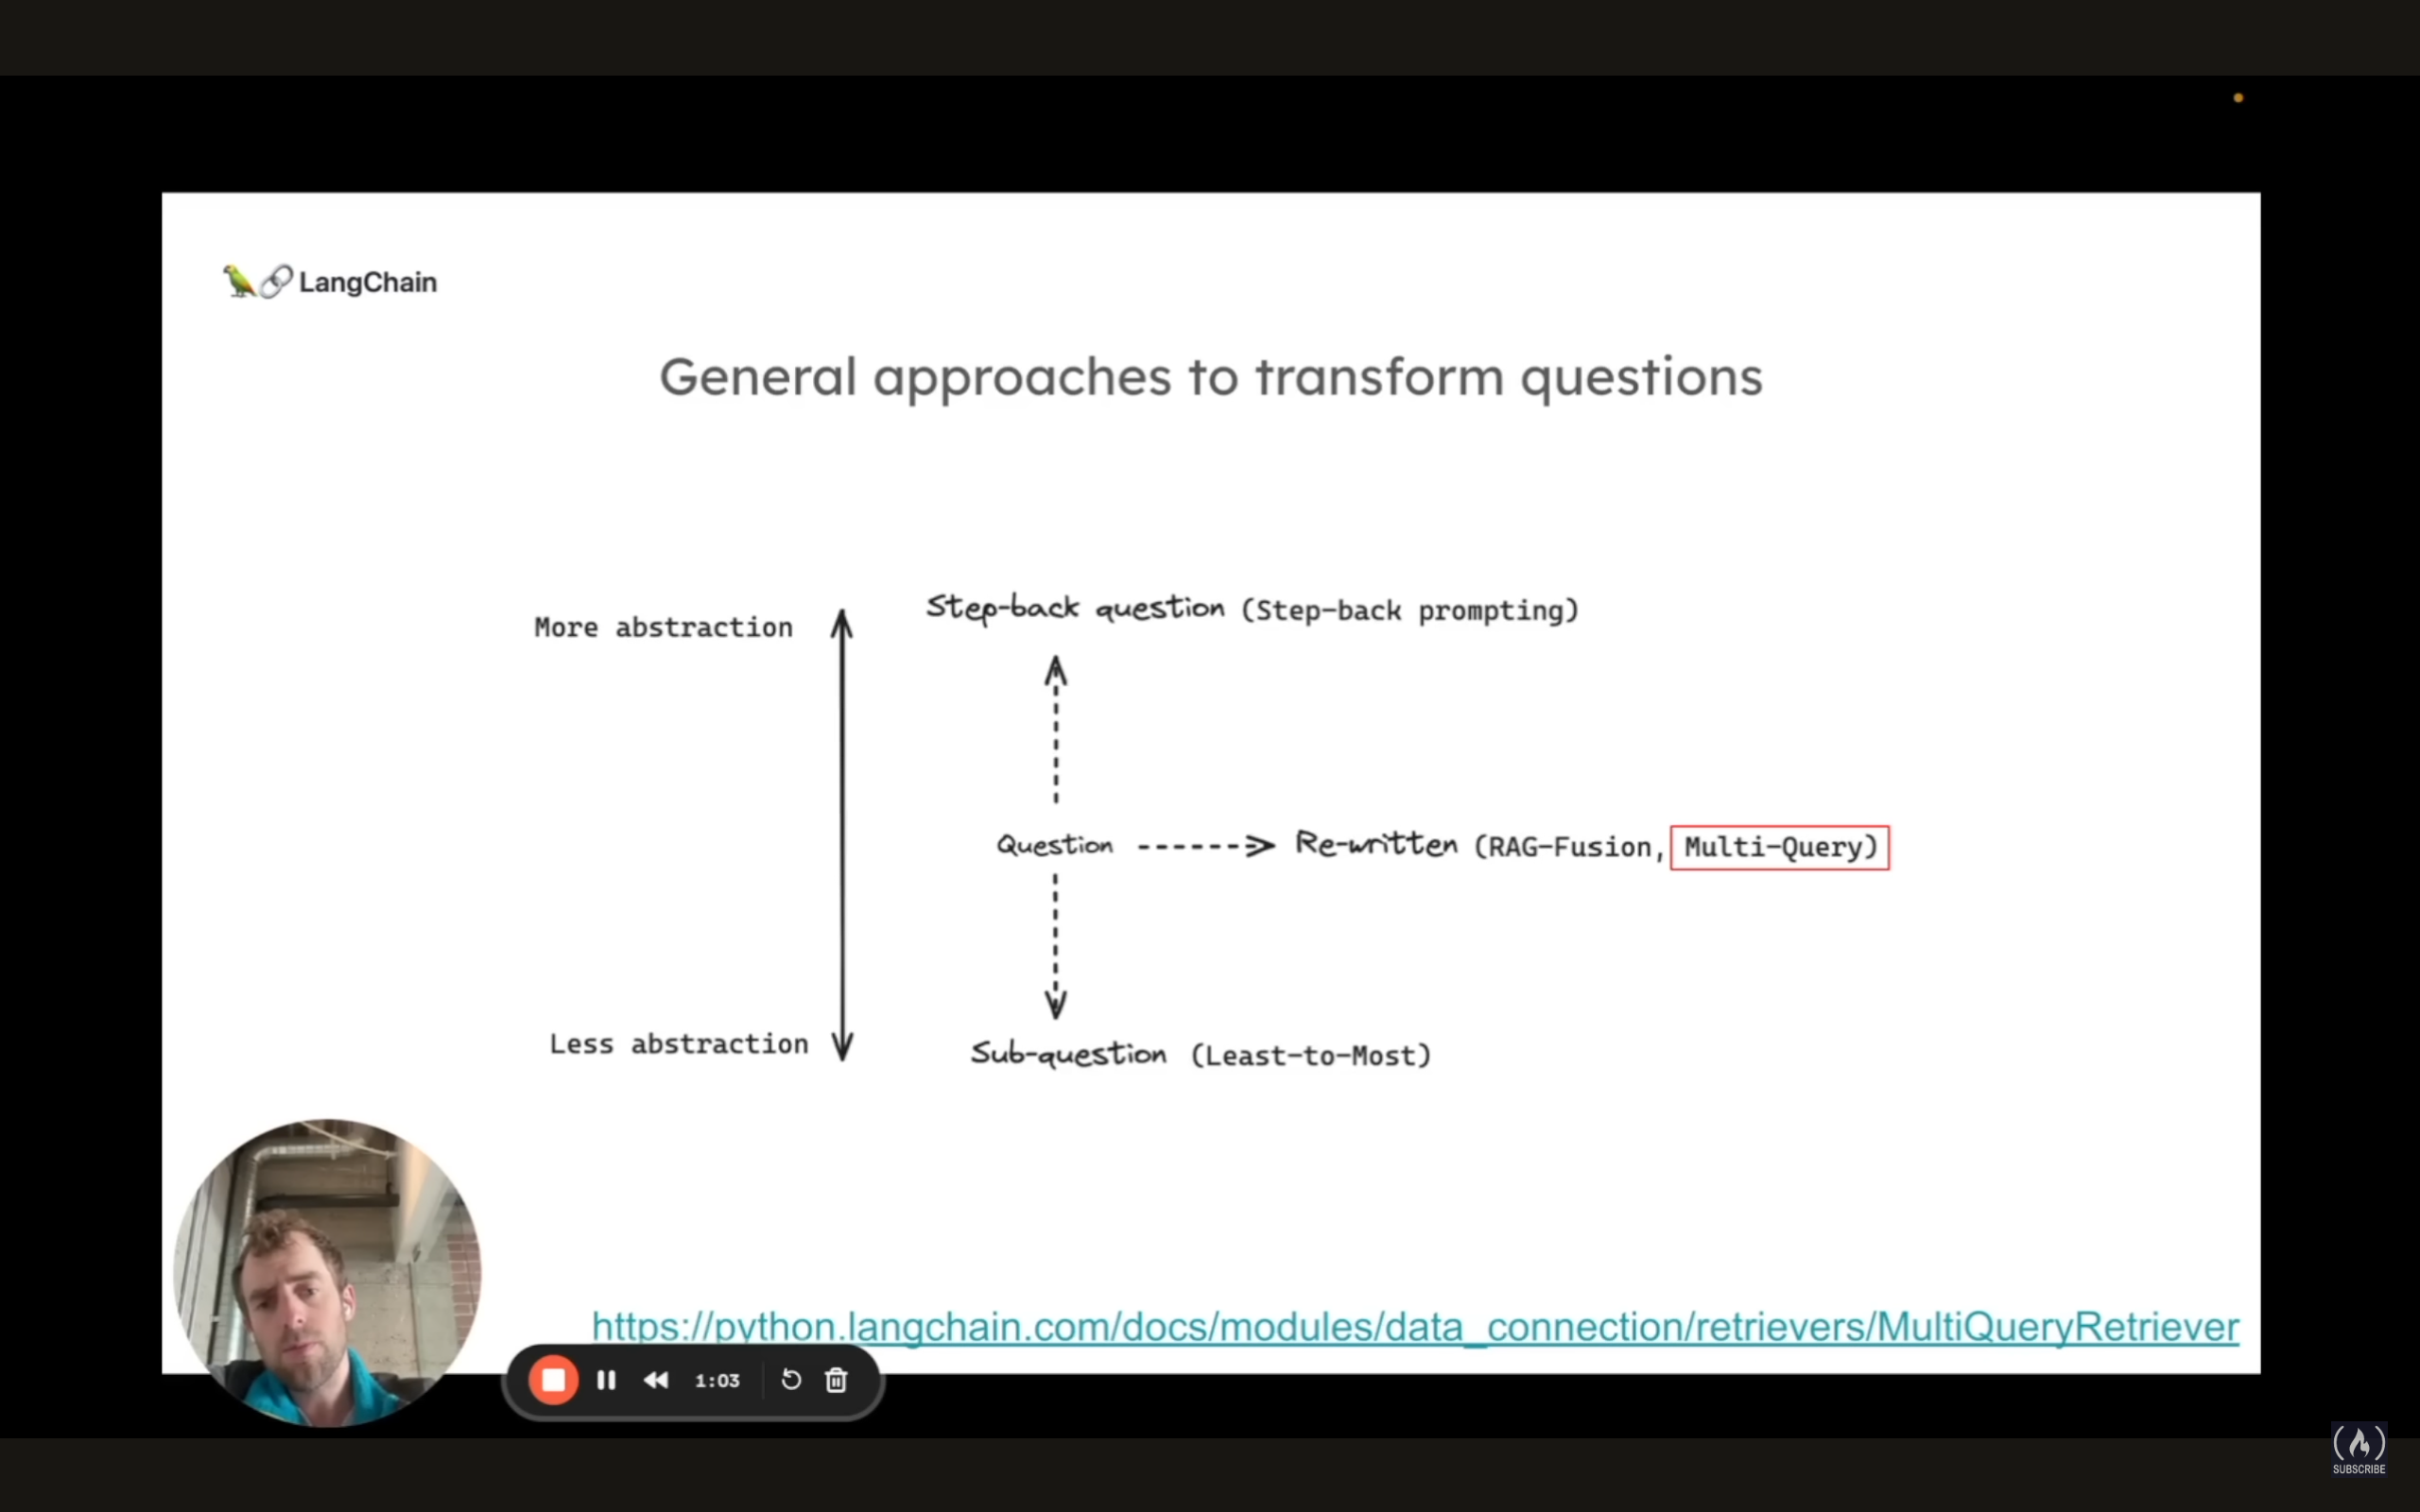 LangChain
General approaches to transform questions
More abstraction
Step-back question (Step-back prompting)
Question
Re-written (RAG-Fusion, Multi-Query)
Less abstraction
Sub-question (Least-to-Most)
https://python.langchain.com/docs/modules/data_connection/retrievers/MultiQueryRetriever
1:03
SUBSCRIBE